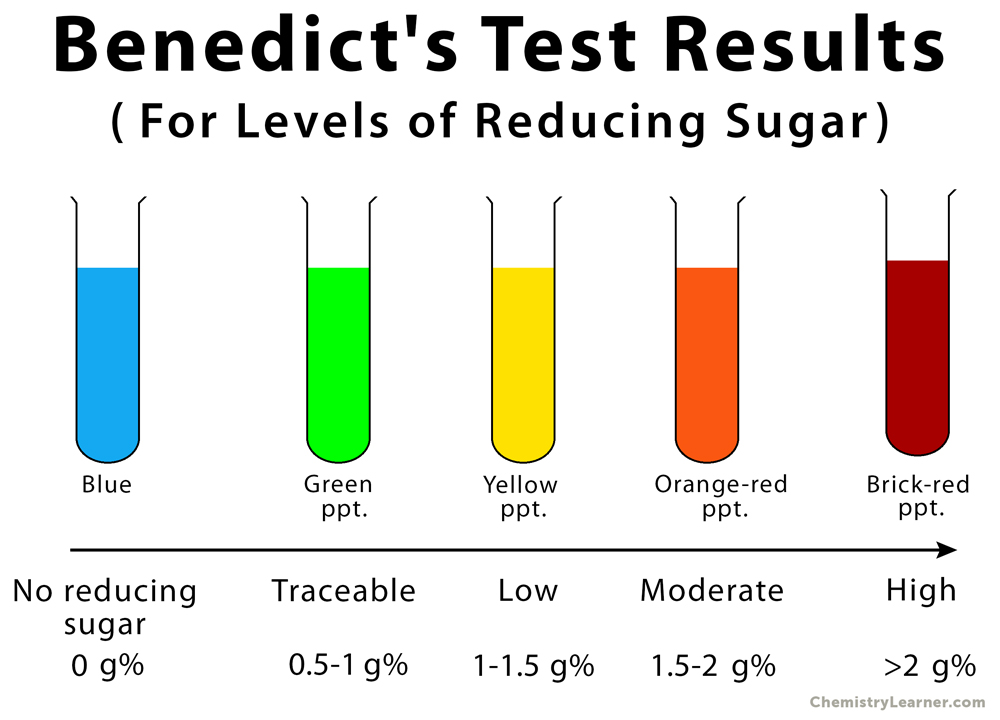 Benedict's Test Results
( For Levels of Reducing Sugar )
Blue
Green ppt.
Yellow ppt.
Orange-red ppt.
Brick-red ppt.
No reducing sugar
Traceable
Low
Moderate
High
0 g%
0.5-1 g%
1-1.5 g%
1.5-2 g%
>2 g%
ChemistryLearner.com